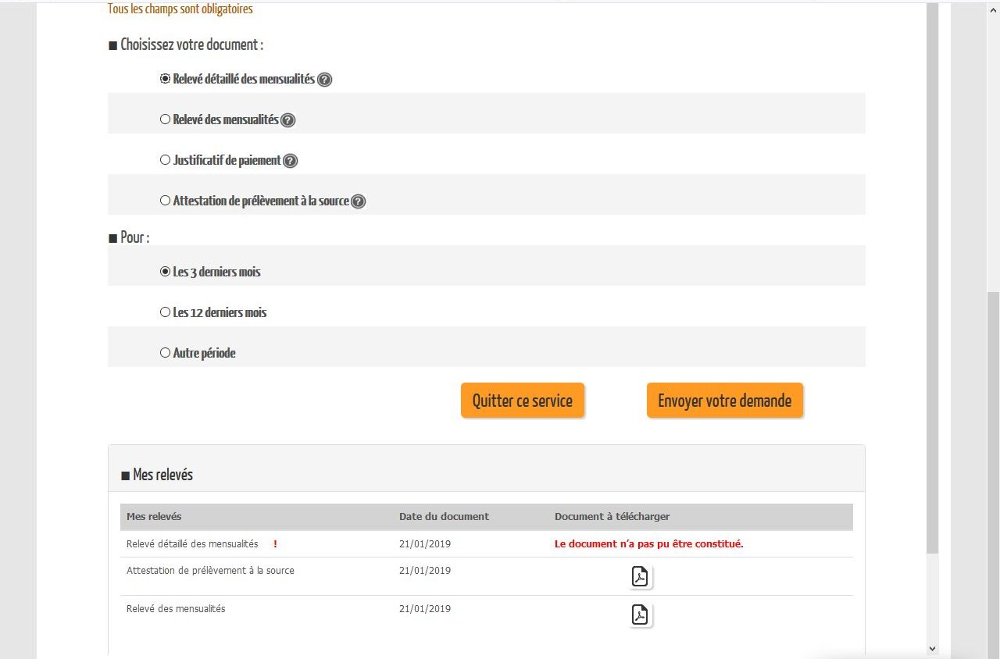 Tous les champs sont obligatoires
■ Choisissez votre document :
Relevé détaillé des mensualités ?
Relevé des mensualités ?
Justificatif de paiement ?
Attestation de prélèvement à la source ?
■ Pour :
Les 3 derniers mois
Les 12 derniers mois
Autre période
Quitter ce service Envoyer votre demande
■ Mes relevés
Mes relevés Date du document Document à télécharger
Relevé détaillé des mensualités ! 21/01/2019 Le document n'a pas pu être constitué.
Attestation de prélèvement à la source 21/01/2019
Relevé des mensualités 21/01/2019